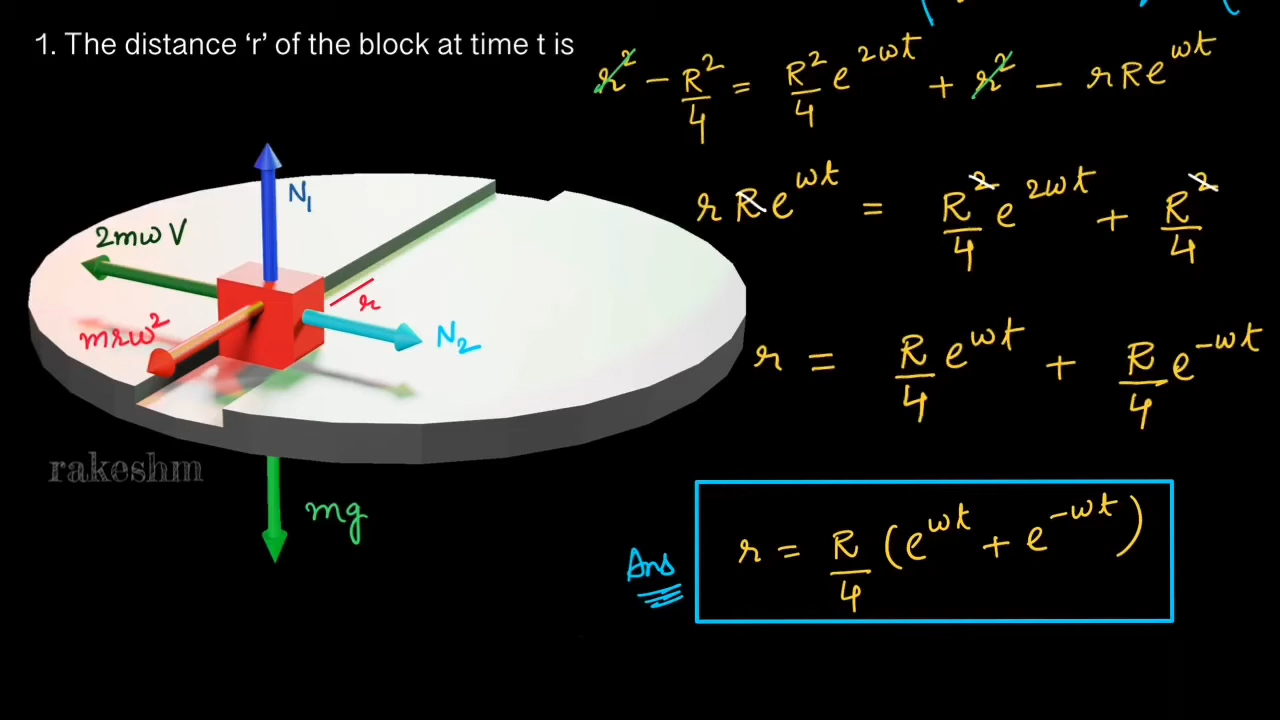 1. The distance ‘r’ of the block at time t is
r² - R²/4 = R²/4 e^2ωt + r² - rRe^ωt
rRe^ωt = R²/4 e^2ωt + R²/4
r = R/4 e^ωt + R/4 e^-ωt
Ans r = R/4 (e^ωt + e^-ωt)
N₁
2mωV
r
mrω²
N₂
rakeshm
mg